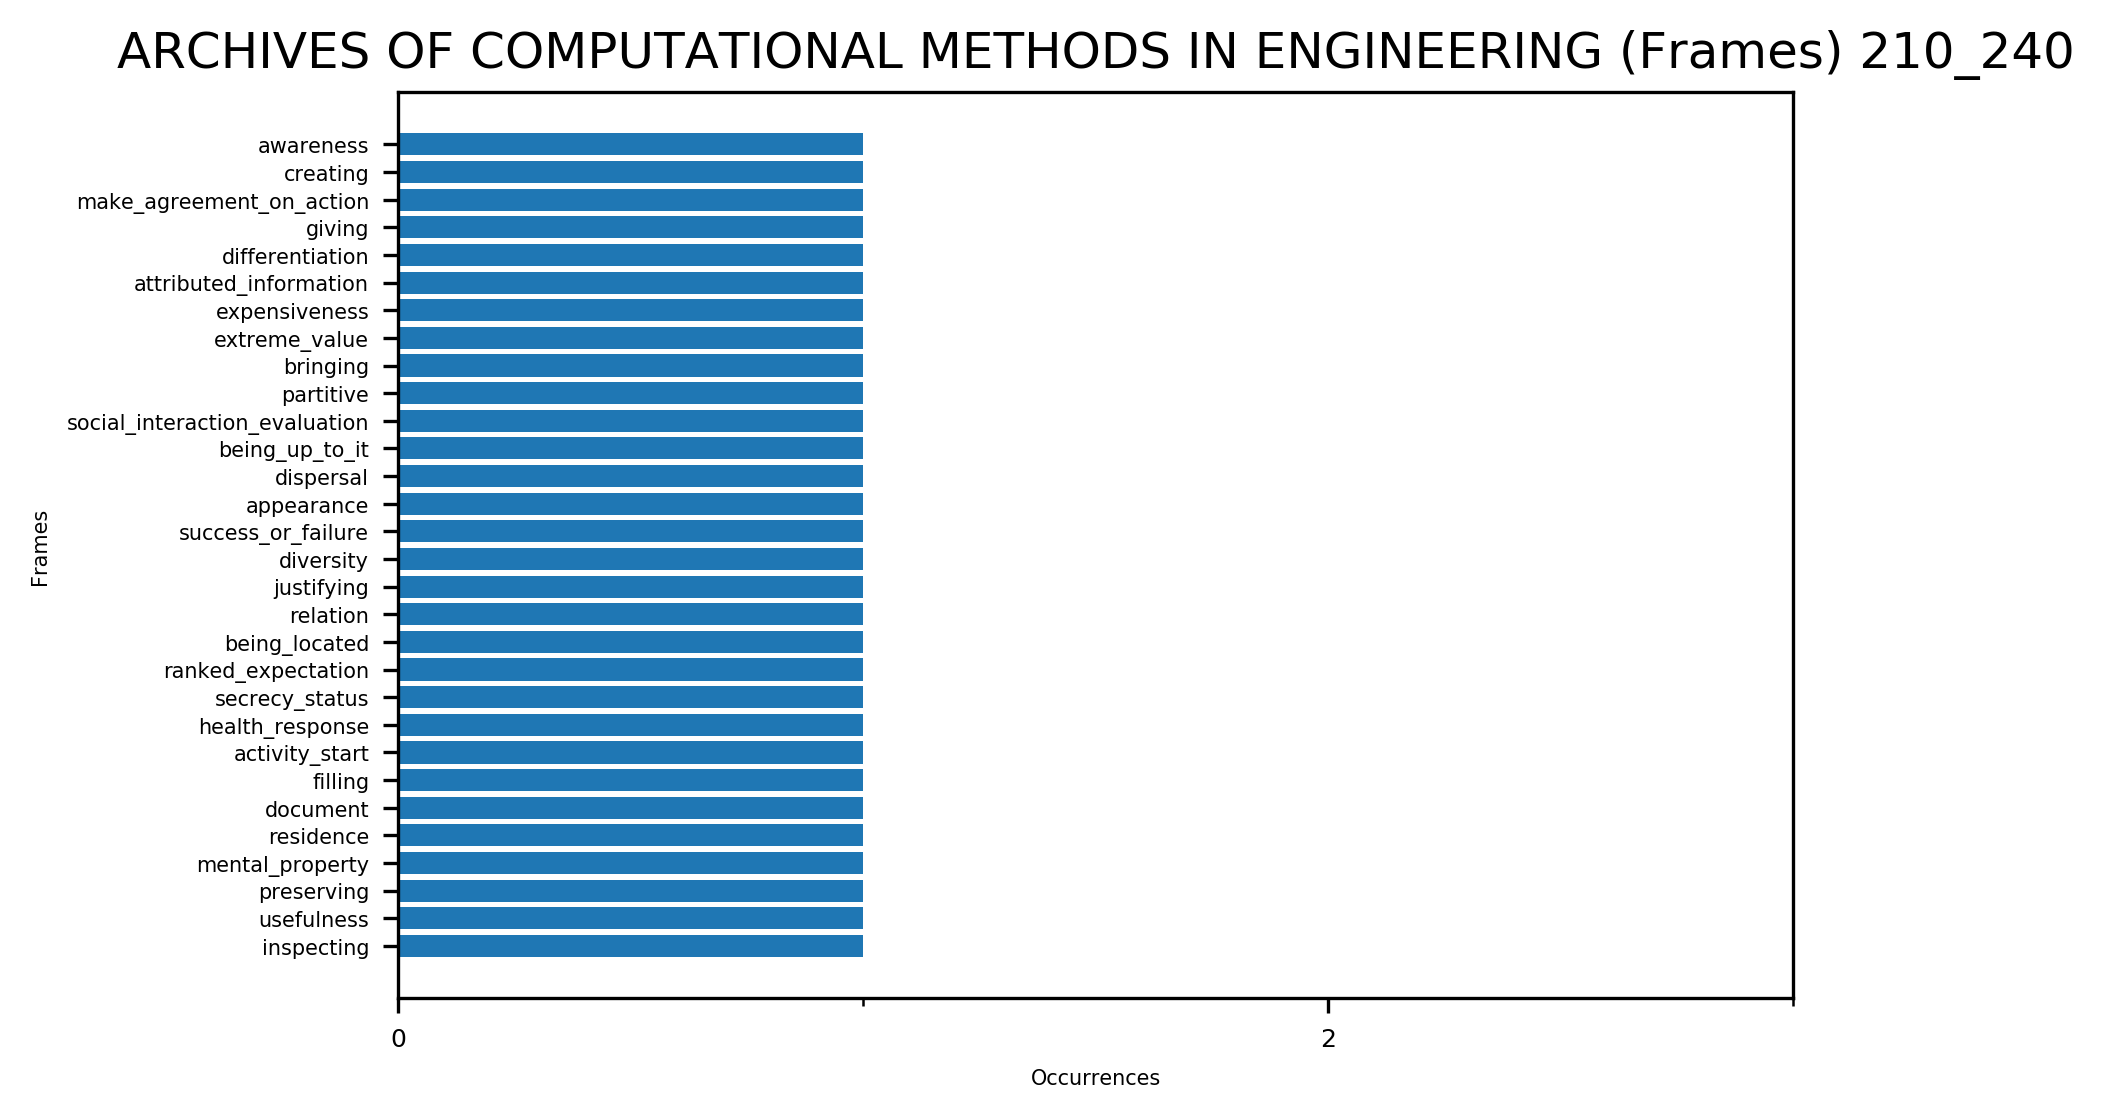 ARCHIVES OF COMPUTATIONAL METHODS IN ENGINEERING (Frames) 210_240
awareness
creating
make_agreement_on_action
giving
differentiation
attributed_information
expensiveness
extreme_value
bringing
partitive
social_interaction_evaluation
being_up_to_it
dispersal
appearance
success_or_failure
diversity
justifying
relation
being_located
ranked_expectation
secrecy_status
health_response
activity_start
filling
document
residence
mental_property
preserving
usefulness
inspecting
Frames
0 2
Occurrences